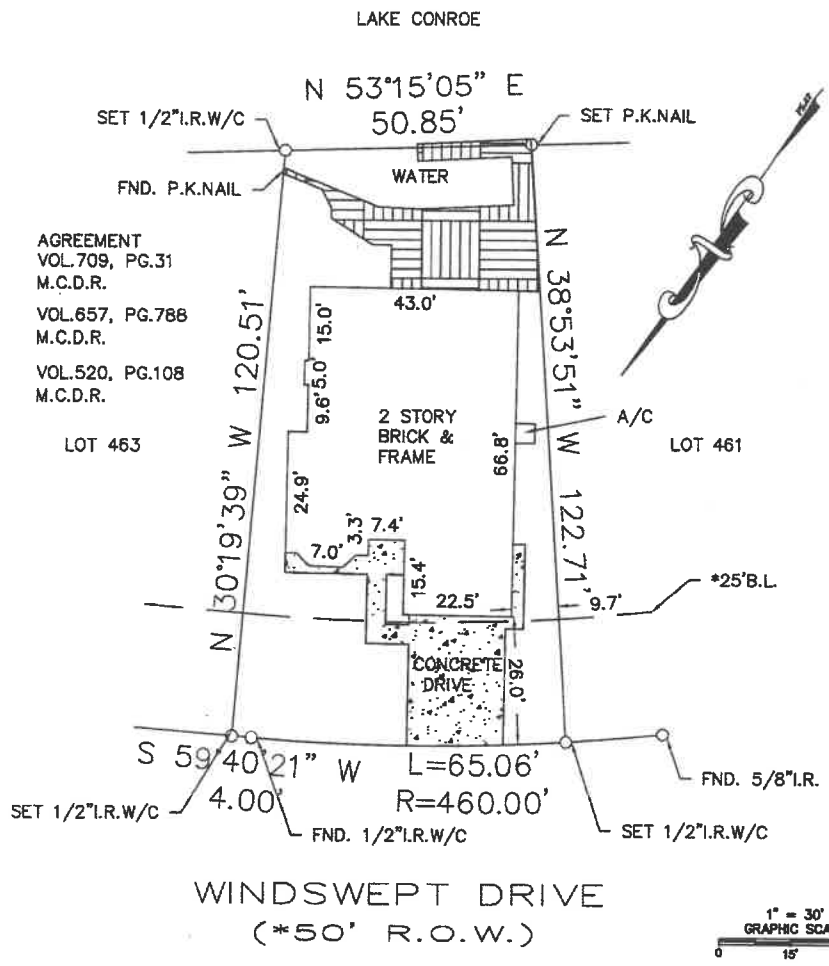 LAKE CONROE
N 53°15'05" E
50.85'
SET 1/2"I.R.W/C
SET P.K.NAIL
WATER
FND. P.K.NAIL
AGREEMENT
VOL.709, PG.31
M.C.D.R.
VOL.657, PG.788
M.C.D.R.
VOL.520, PG.108
M.C.D.R.
LOT 463
N 30°19'39" W 120.51'
N 38°53'51" W 122.71'
43.0'
15.0'
5.0'
9.6'
24.9'
2 STORY
BRICK &
FRAME
66.8'
A/C
LOT 461
7.0'
3.3'
7.4'
15.4'
22.5'
9.7'
*25'B.L.
CONCRETE
DRIVE
26.0'
S 59°40'21" W
4.00'
L=65.06'
R=460.00'
SET 1/2"I.R.W/C
FND. 1/2"I.R.W/C
SET 1/2"I.R.W/C
FND. 5/8"I.R.
WINDSWEPT DRIVE
(*50' R.O.W.)
1" = 30'
GRAPHIC SCA
0 15'